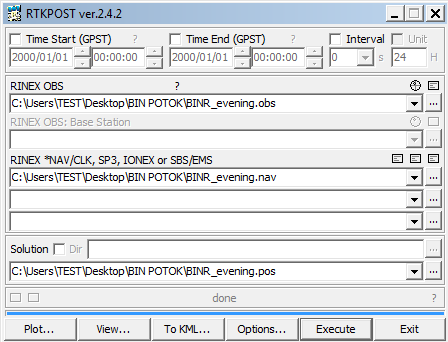 RTKPOST ver.2.4.2
Time Start (GPST) ? Time End (GPST) ? Interval Unit
2000/01/01 00:00:00 2000/01/01 00:00:00 0 s 24 H
RINEX OBS ?
C:\Users\TEST\Desktop\BIN POTOK\BINR_evening.obs ...
RINEX OBS: Base Station
...
RINEX *NAV/CLK, SP3, IONEX or SBS/EMS
C:\Users\TEST\Desktop\BIN POTOK\BINR_evening.nav ...
...
...
Solution Dir ...
C:\Users\TEST\Desktop\BIN POTOK\BINR_evening.pos ...
done ?
Plot... View... To KML... Options... Execute Exit